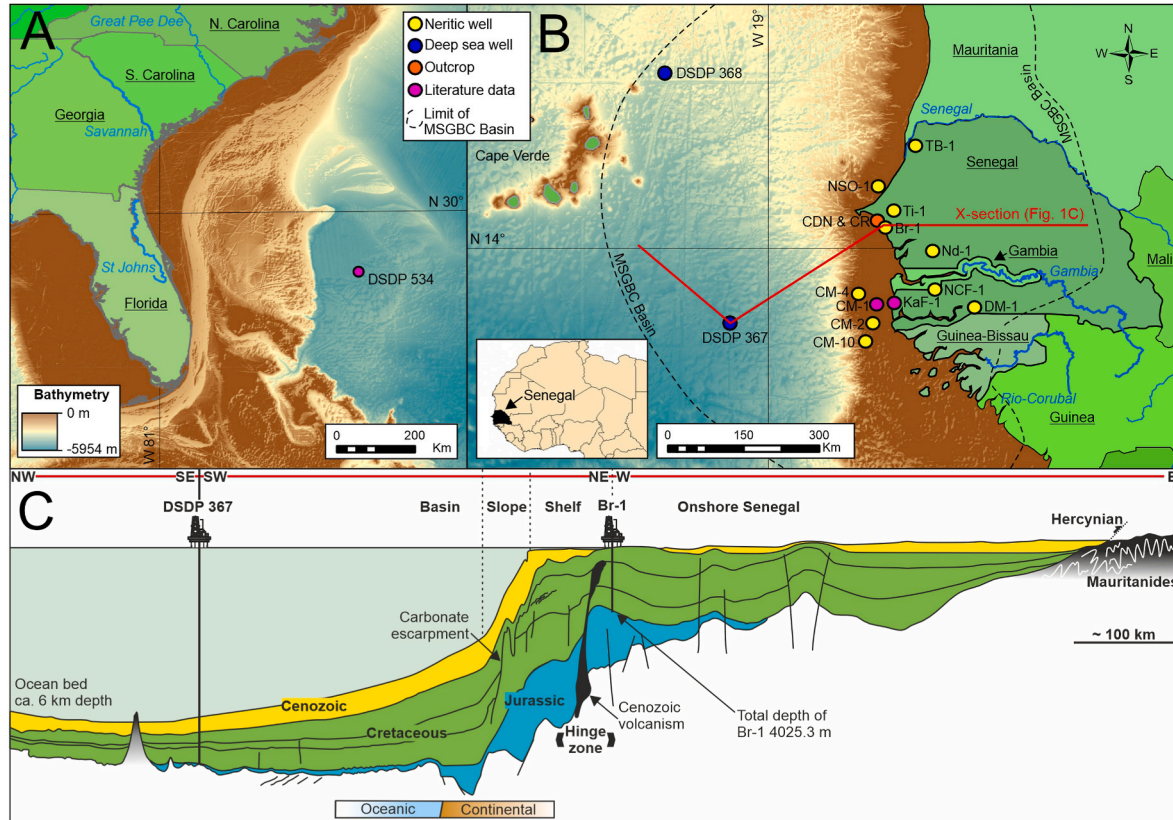 A
Great Pee Dee
N. Carolina
S. Carolina
Georgia
Savannah
N 30°
St Johns
DSDP 534
Florida
Bathymetry
0 m
-5954 m
W 81°
0
200
Km
Neritic well
Deep sea well
Outcrop
Literature data
Limit of
MSGBC Basin
B
W 19°
DSDP 368
Mauritania
N
W
E
S
MSGBC Basin
Senegal
TB-1
Cape Verde
Senegal
NSO-1
Ti-1
CDN & CR
Br-1
X-section (Fig. 1C)
N 14°
Nd-1
Gambia
Gambia
Mali
MSGBC Basin
CM-4
NCF-1
CM-1
KaF-1
DM-1
DSDP 367
CM-2
CM-10
Guinea-Bissau
Rio-Corubal
Guinea
Senegal
0
150
300
Km
NW
SE
SW
NE
W
E
C
DSDP 367
Basin
Slope
Shelf
Br-1
Onshore Senegal
Hercynian
Mauritanides
Carbonate
escarpment
~ 100 km
Ocean bed
ca. 6 km depth
Cenozoic
Jurassic
Cretaceous
Cenozoic
volcanism
Total depth of
Br-1 4025.3 m
Hinge
zone
Oceanic
Continental